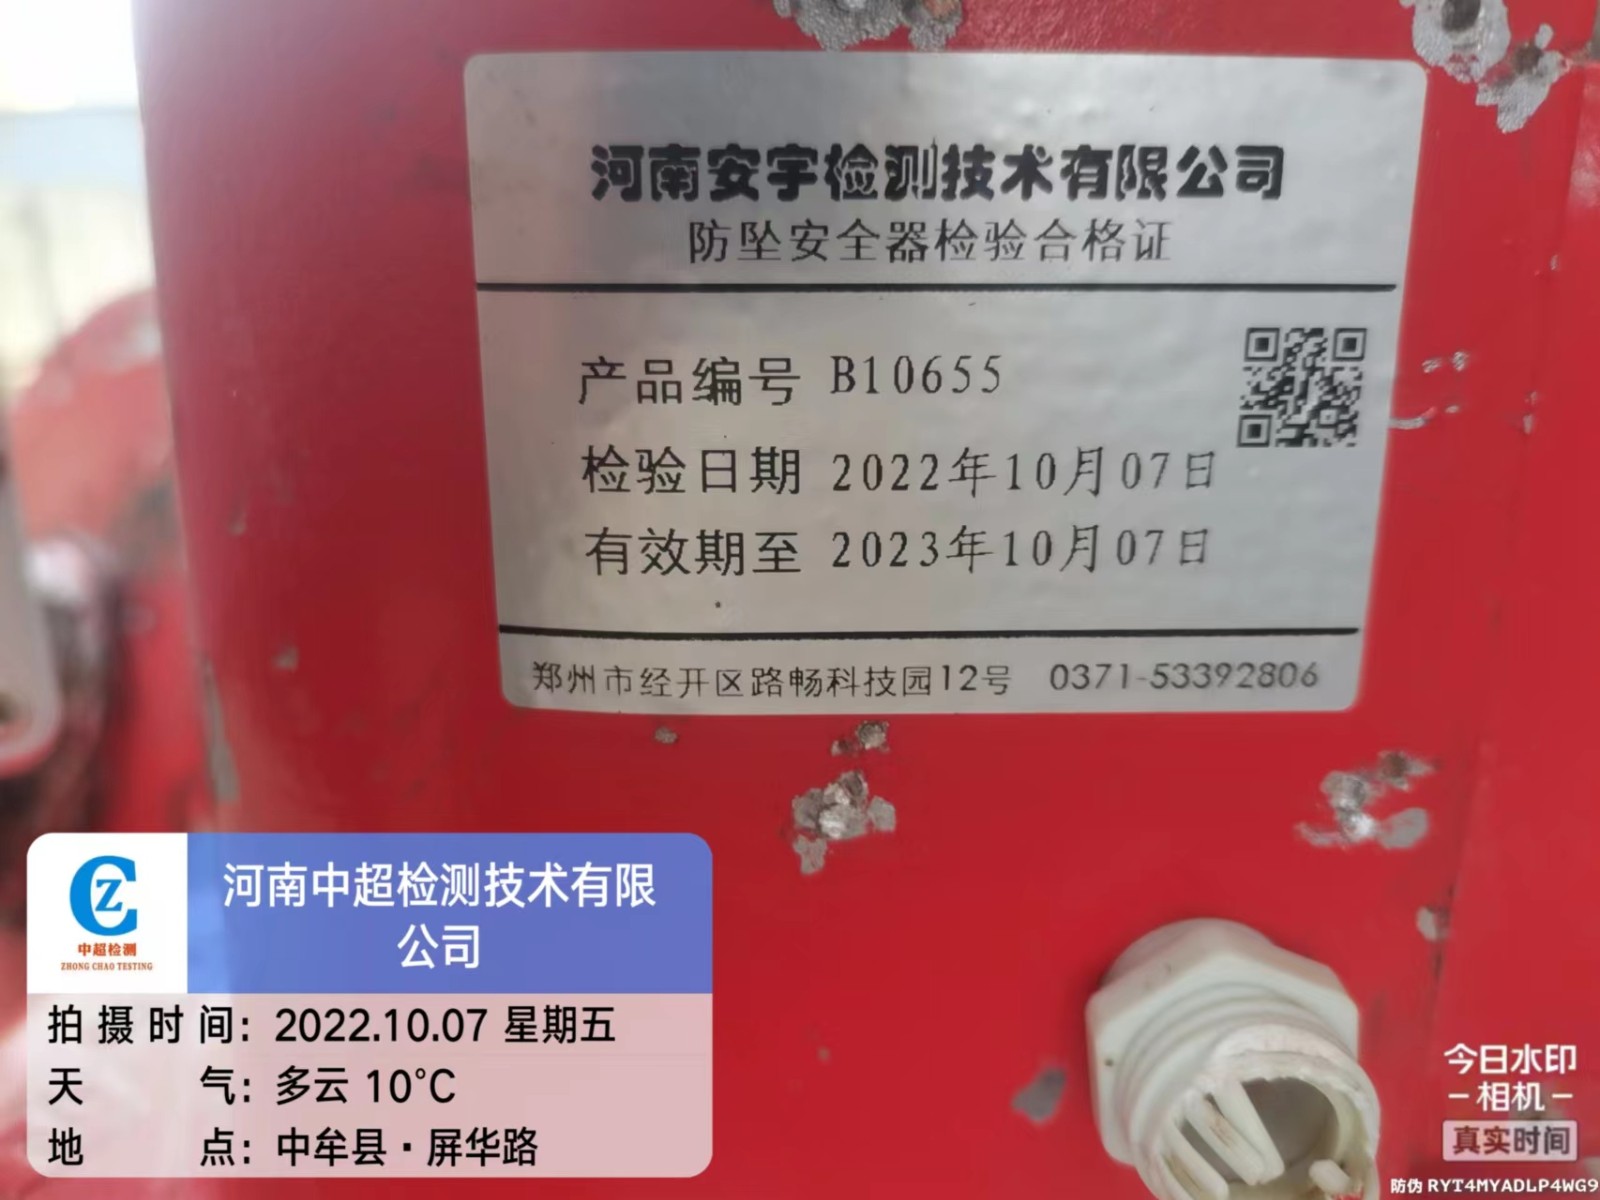 河南安宇检测技术有限公司
防坠安全器检验合格证
产品编号 B10655
检验日期 2022年10月07日
有效期至 2023年10月07日
郑州市经开区路畅科技园12号 0371-53392806
CZ
中超检测
ZHONG CHAO TESTING
河南中超检测技术有限
公司
拍摄时间：2022.10.07 星期五
天气：多云 10°C
地点：中牟县·屏华路
今日水印
相机
真实时间
防伪 RYT4MYADLP4WG9